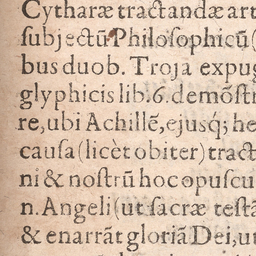 Cytharæ tractandæ art
ſubjectũ Philoſophicũ (
bus duob. Troja expug
glyphicis lib. 6. demõſtr
re, ubi Achillẽ, ejusq́; he
cauſa (licèt obiter) tract
ni & noſtrũ hoc opuſcu
n. Angeli (ut ſacræ teſtã
& enarrãt gloriã Dei, ut